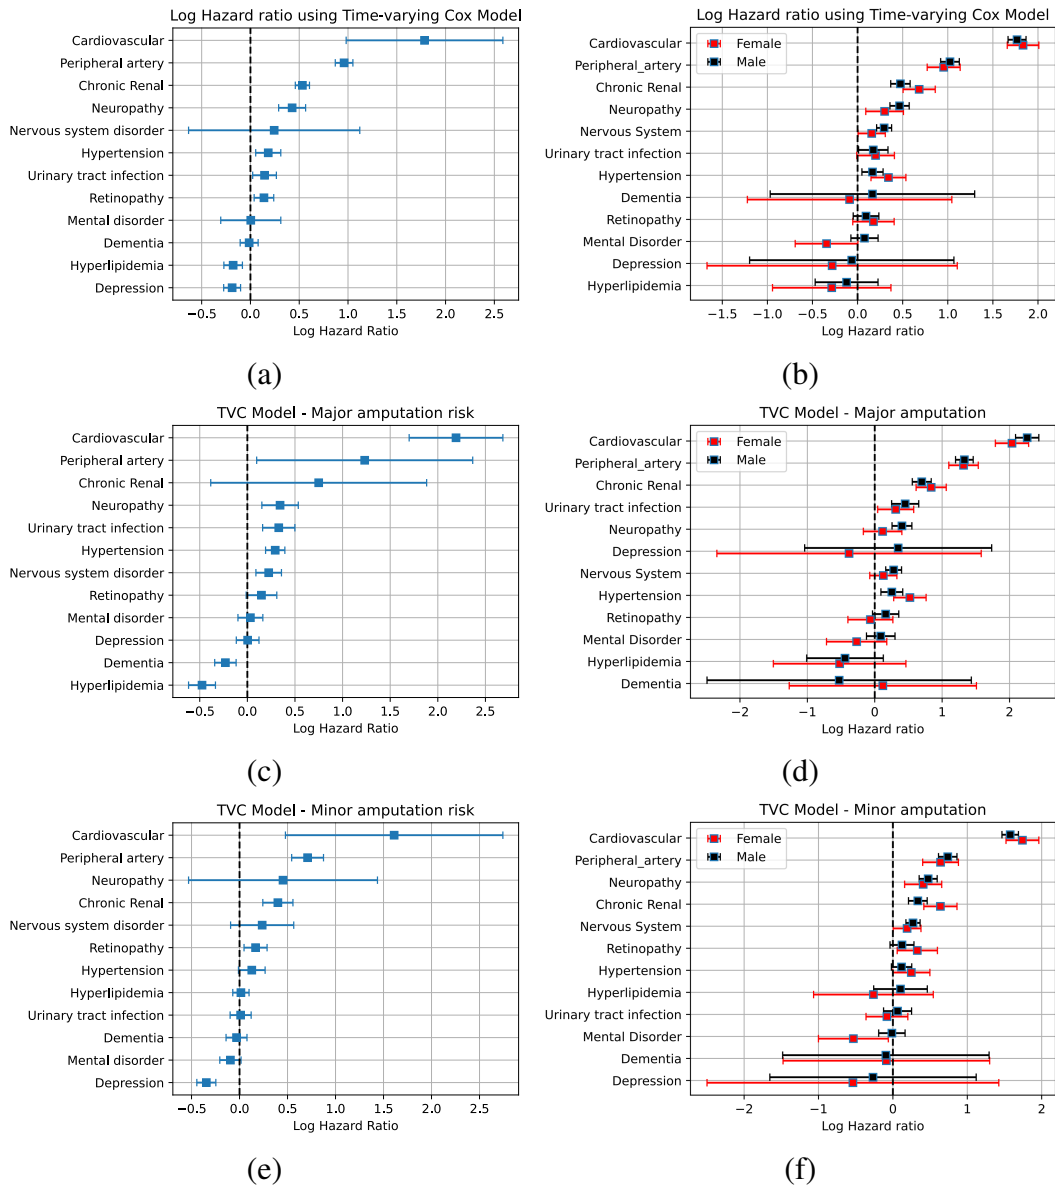 Log Hazard ratio using Time-varying Cox Model
Cardiovascular
Peripheral artery
Chronic Renal
Neuropathy
Nervous system disorder
Hypertension
Urinary tract infection
Retinopathy
Mental disorder
Dementia
Hyperlipidemia
Depression
−0.5 0.0 0.5 1.0 1.5 2.0 2.5
Log Hazard Ratio
(a)
Log Hazard ratio using Time-varying Cox Model
Female
Male
Cardiovascular
Peripheral_artery
Chronic Renal
Neuropathy
Nervous System
Urinary tract infection
Hypertension
Dementia
Retinopathy
Mental Disorder
Depression
Hyperlipidemia
−1.5 −1.0 −0.5 0.0 0.5 1.0 1.5 2.0
Log Hazard ratio
(b)
TVC Model - Major amputation risk
Cardiovascular
Peripheral artery
Chronic Renal
Neuropathy
Urinary tract infection
Hypertension
Nervous system disorder
Retinopathy
Mental disorder
Depression
Dementia
Hyperlipidemia
−0.5 0.0 0.5 1.0 1.5 2.0 2.5
Log Hazard Ratio
(c)
TVC Model - Major amputation
Female
Male
Cardiovascular
Peripheral_artery
Chronic Renal
Urinary tract infection
Neuropathy
Depression
Nervous System
Hypertension
Retinopathy
Mental Disorder
Hyperlipidemia
Dementia
−2 −1 0 1 2
Log Hazard ratio
(d)
TVC Model - Minor amputation risk
Cardiovascular
Peripheral artery
Neuropathy
Chronic Renal
Nervous system disorder
Retinopathy
Hypertension
Hyperlipidemia
Urinary tract infection
Dementia
Mental disorder
Depression
−0.5 0.0 0.5 1.0 1.5 2.0 2.5
Log Hazard Ratio
(e)
TVC Model - Minor amputation
Female
Male
Cardiovascular
Peripheral_artery
Neuropathy
Chronic Renal
Nervous System
Retinopathy
Hypertension
Hyperlipidemia
Urinary tract infection
Mental Disorder
Dementia
Depression
−2 −1 0 1 2
Log Hazard ratio
(f)